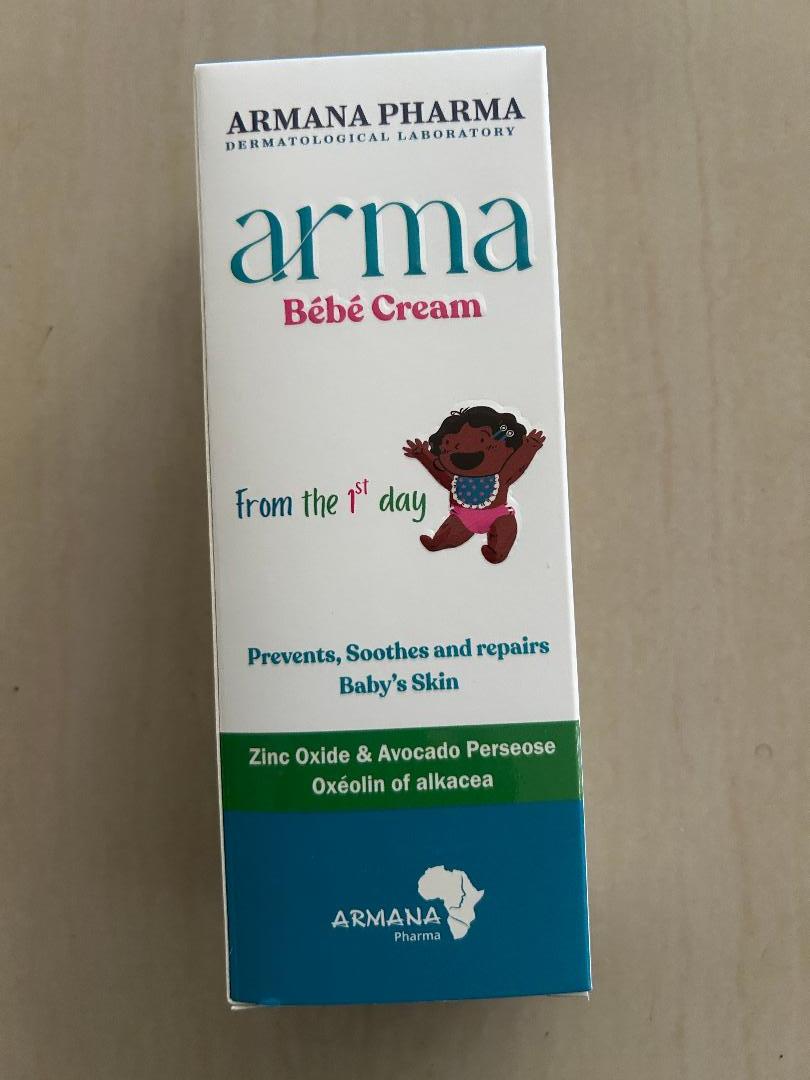 ARMANA PHARMA
DERMATOLOGICAL LABORATORY
arma
Bébé Cream
From the 1st day
Prevents, Soothes and repairs
Baby's Skin
Zinc Oxide & Avocado Perseose
Oxéolin of alkacea
ARMANA
Pharma